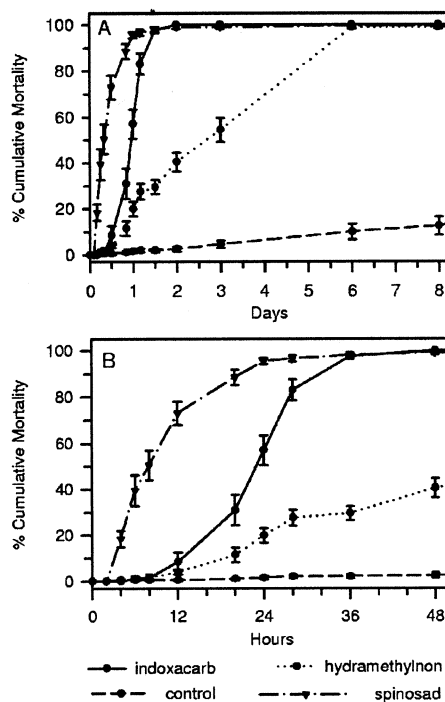 A
% Cumulative Mortality
100
80
60
40
20
0
0 1 2 3 4 5 6 7 8
Days
B
% Cumulative Mortality
100
80
60
40
20
0
0 12 24 36 48
Hours
indoxacarb hydramethylnon
control spinosad